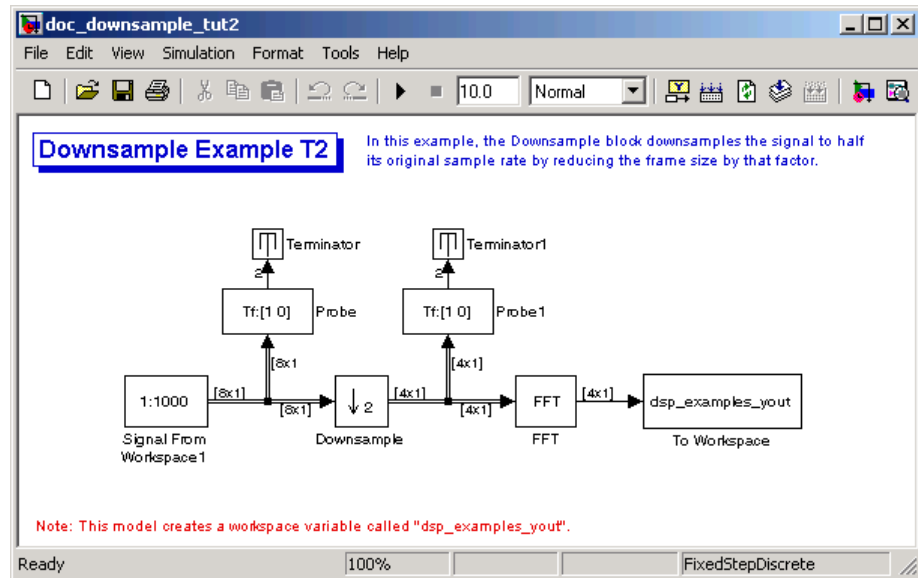 doc_downsample_tut2
File Edit View Simulation Format Tools Help
10.0 Normal
Downsample Example T2
In this example, the Downsample block downsamples the signal to half
its original sample rate by reducing the frame size by that factor.
Terminator
Terminator1
2
2
Tf:[1 0]
Probe
Tf:[1 0]
Probe1
[8x1
[4x1]
1:1000
[8x1]
[8x1]
2
[4x1]
[4x1]
FFT
[4x1]
dsp_examples_yout
Signal From
Workspace1
Downsample
FFT
To Workspace
Note: This model creates a workspace variable called "dsp_examples_yout".
Ready
100%
FixedStepDiscrete